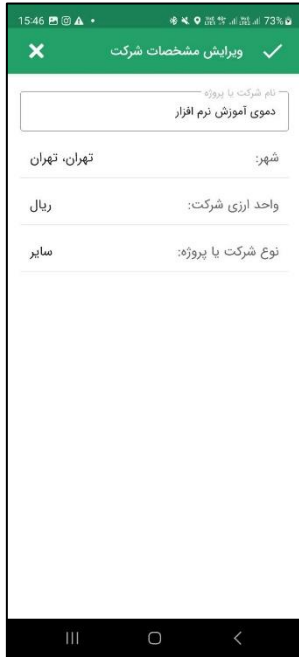 15:46 73%
ویرایش مشخصات شرکت
نام شرکت یا پروژه
دموی آموزش نرم افزار
شهر: تهران، تهران
واحد ارزی شرکت: ریال
نوع شرکت یا پروژه: سایر